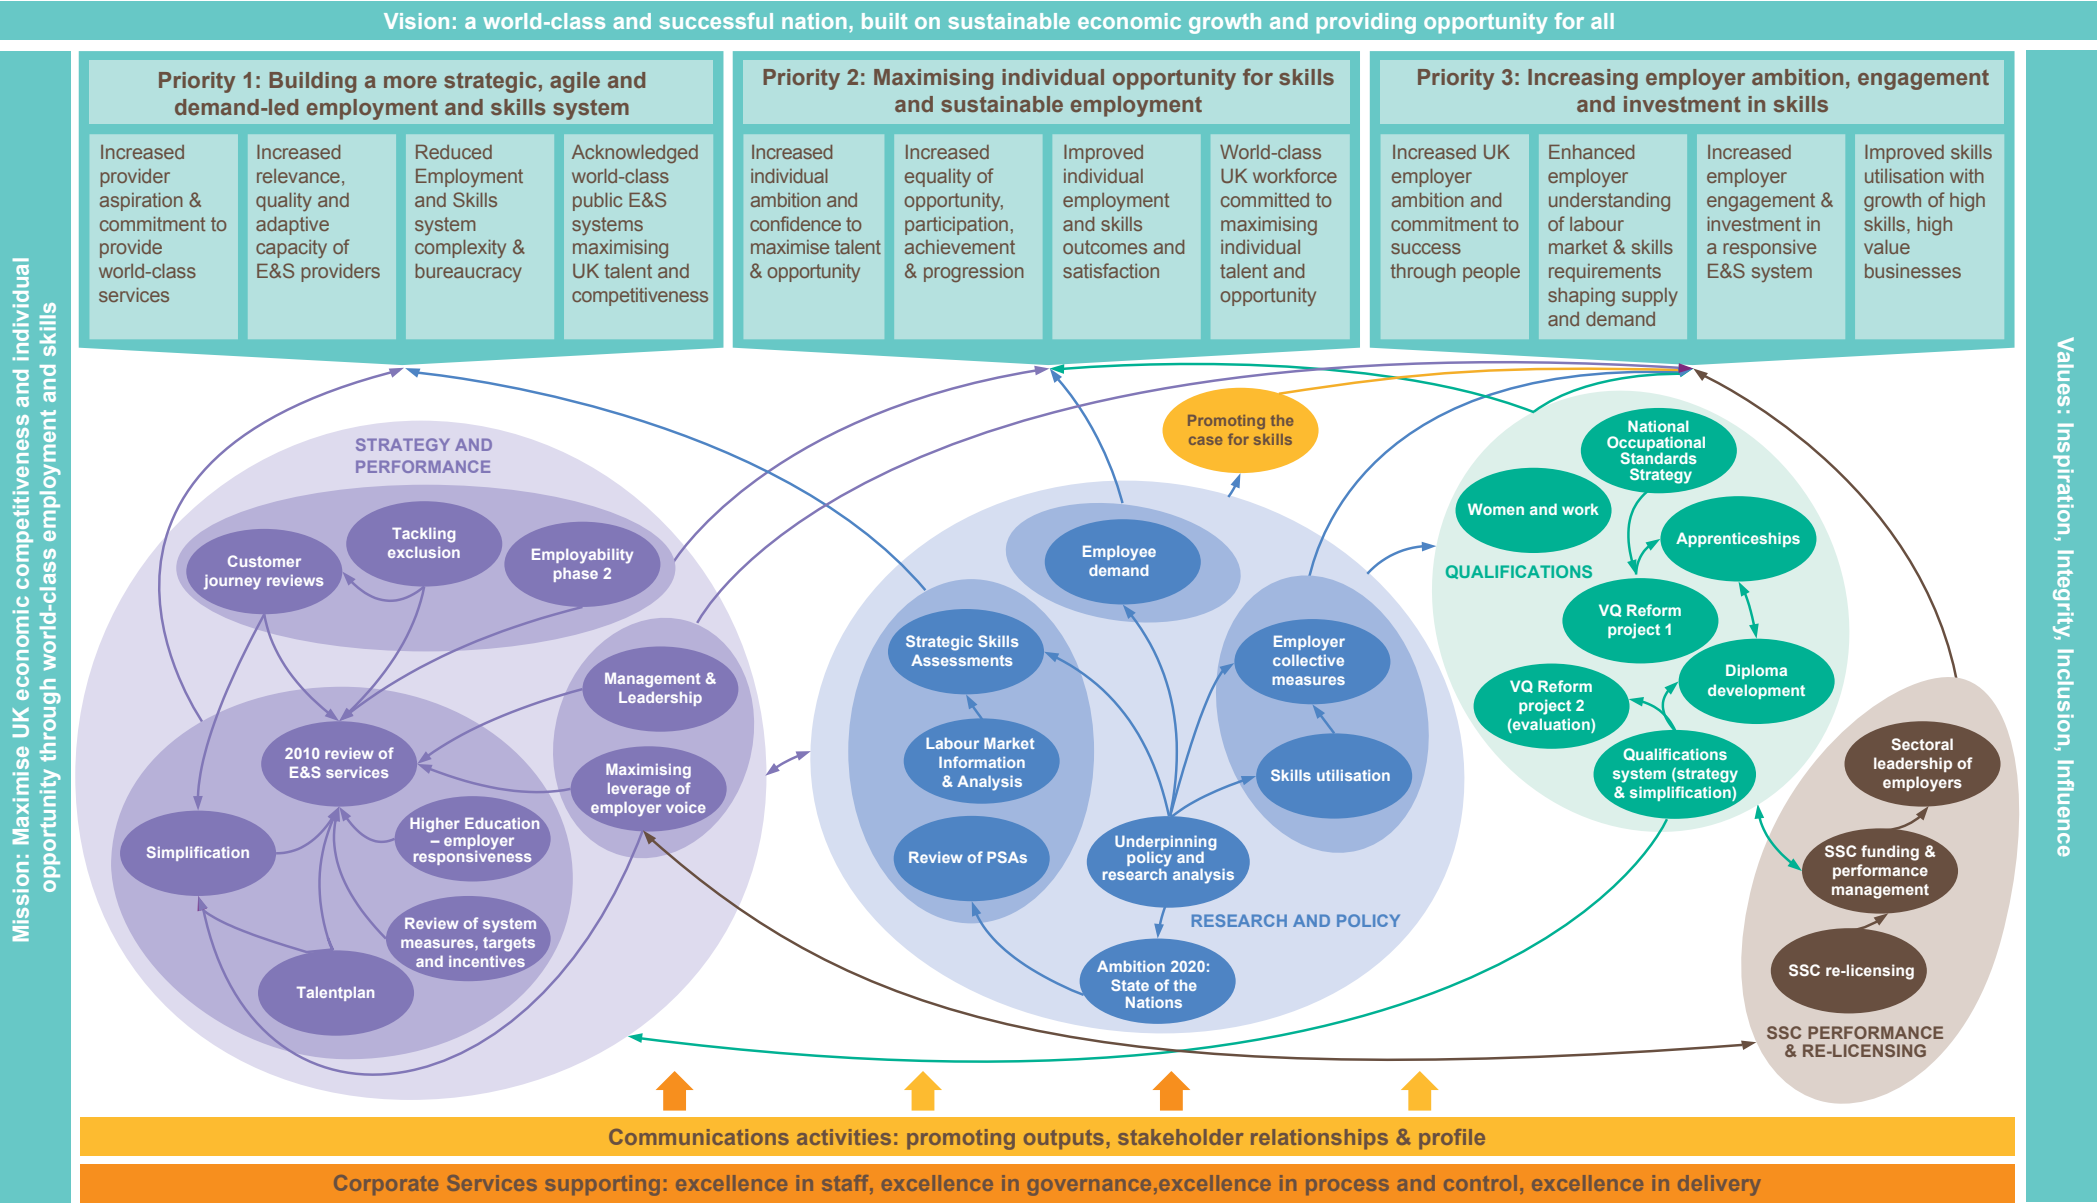 Vision: a world-class and successful nation, built on sustainable economic growth and providing opportunity for all
Mission: Maximise UK economic competitiveness and individual
opportunity through world-class employment and skills
Priority 1: Building a more strategic, agile and
demand-led employment and skills system
Increased
provider
aspiration &
commitment to
provide
world-class
services
Increased
relevance,
quality and
adaptive
capacity of
E&S providers
Reduced
Employment
and Skills
system
complexity &
bureaucracy
Acknowledged
world-class
public E&S
systems
maximising
UK talent and
competitiveness
Priority 2: Maximising individual opportunity for skills
and sustainable employment
Increased
individual
ambition and
confidence to
maximise talent
& opportunity
Increased
equality of
opportunity,
participation,
achievement
& progression
Improved
individual
employment
and skills
outcomes and
satisfaction
World-class
UK workforce
committed to
maximising
individual
talent and
opportunity
Priority 3: Increasing employer ambition, engagement
and investment in skills
Increased UK
employer
ambition and
commitment to
success
through people
Enhanced
employer
understanding
of labour
market & skills
requirements
shaping supply
and demand
Increased
employer
engagement &
investment in
a responsive
E&S system
Improved skills
utilisation with
growth of high
skills, high
value
businesses
Values: Inspiration, Integrity, Inclusion, Influence
STRATEGY AND
PERFORMANCE
Customer
journey reviews
Tackling
exclusion
Employability
phase 2
Management &
Leadership
2010 review of
E&S services
Maximising
leverage of
employer voice
Simplification
Higher Education
– employer
responsiveness
Review of system
measures, targets
and incentives
Talentplan
Promoting the
case for skills
Employee
demand
Strategic Skills
Assessments
Employer
collective
measures
Labour Market
Information
& Analysis
Skills utilisation
Review of PSAs
Underpinning
policy and
research analysis
RESEARCH AND POLICY
Ambition 2020:
State of the
Nations
National
Occupational
Standards
Strategy
Women and work
Apprenticeships
QUALIFICATIONS
VQ Reform
project 1
Diploma
development
VQ Reform
project 2
(evaluation)
Qualifications
system (strategy
& simplification)
Sectoral
leadership of
employers
SSC funding &
performance
management
SSC re-licensing
SSC PERFORMANCE
& RE-LICENSING
Communications activities: promoting outputs, stakeholder relationships & profile
Corporate Services supporting: excellence in staff, excellence in governance,excellence in process and control, excellence in delivery